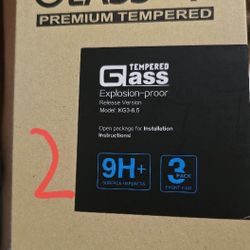 PREMIUM TEMPERED
TEMPERED
Glass
Explosion-proof
Release Version
Model: KG3-6.5
Open package for Installation
Instructions!
2
9H+
SURFACE HARDNESS
3
PACK